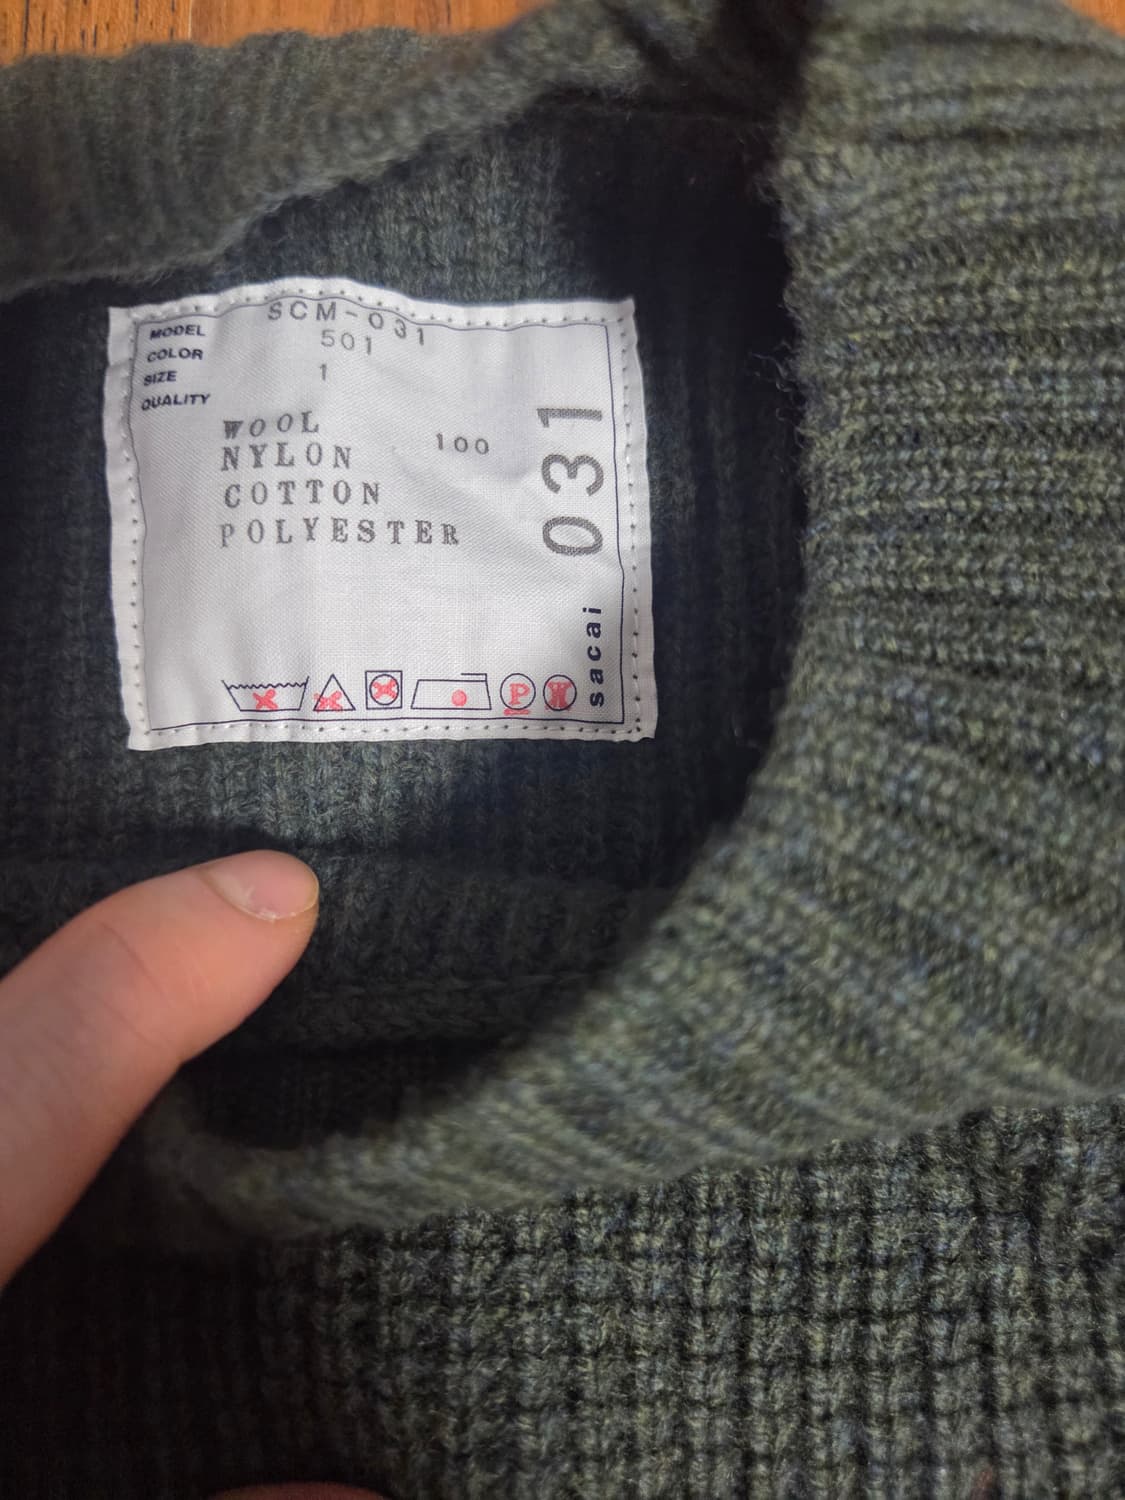 MODEL SCM-031
COLOR 501
SIZE 1
QUALITY
WOOL 100
NYLON
COTTON
POLYESTER
P W
031
sacai